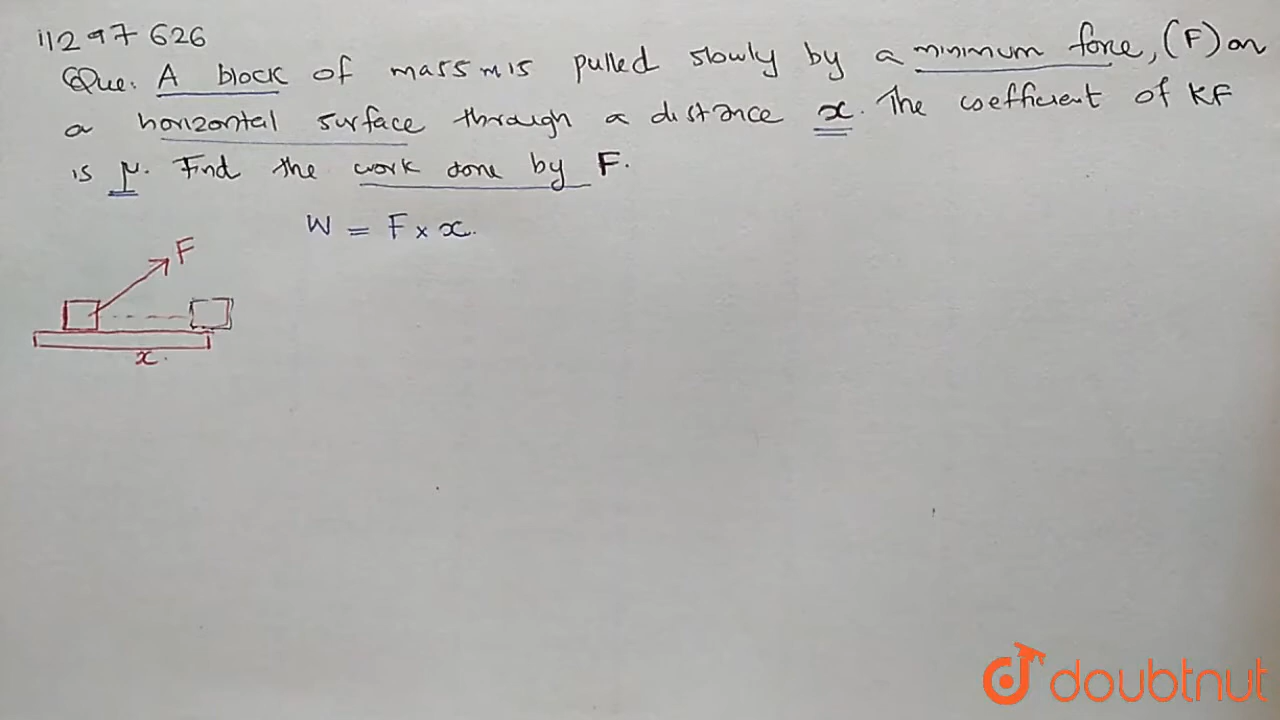 11297626
Que: A block of mass m is pulled slowly by a minimum force, (F) on
a horizontal surface through a distance x. The coefficient of KF
is μ. Find the work done by F.
W = F × x.
F
x.
doubtnut